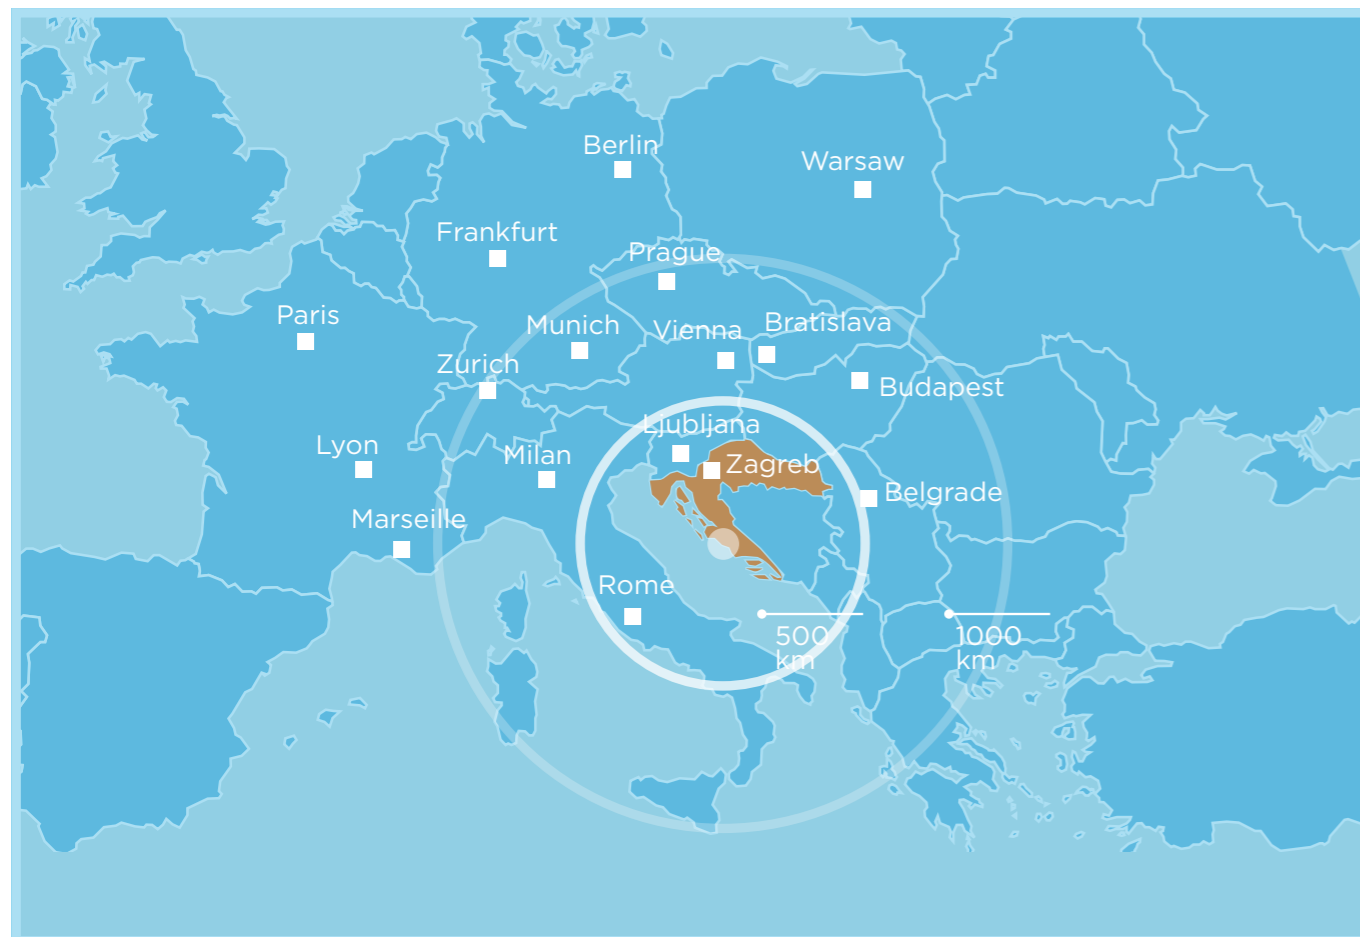 Berlin
Warsaw
Frankfurt
Prague
Paris
Munich
Vienna
Bratislava
Zurich
Budapest
Ljubljana
Lyon
Milan
Zagreb
Belgrade
Marseille
Rome
500
km
1000
km